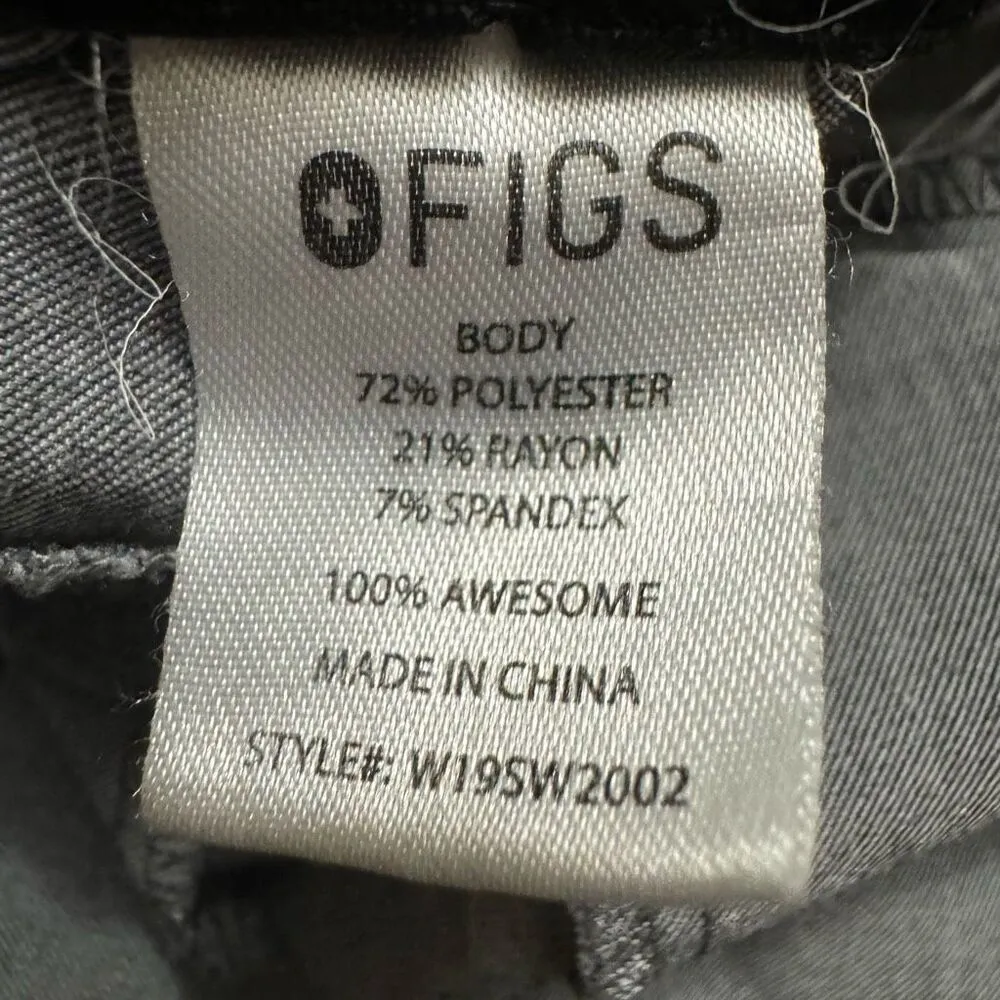 FIGS
BODY
72% POLYESTER
21% RAYON
7% SPANDEX
100% AWESOME
MADE IN CHINA
STYLE#: W19SW2002